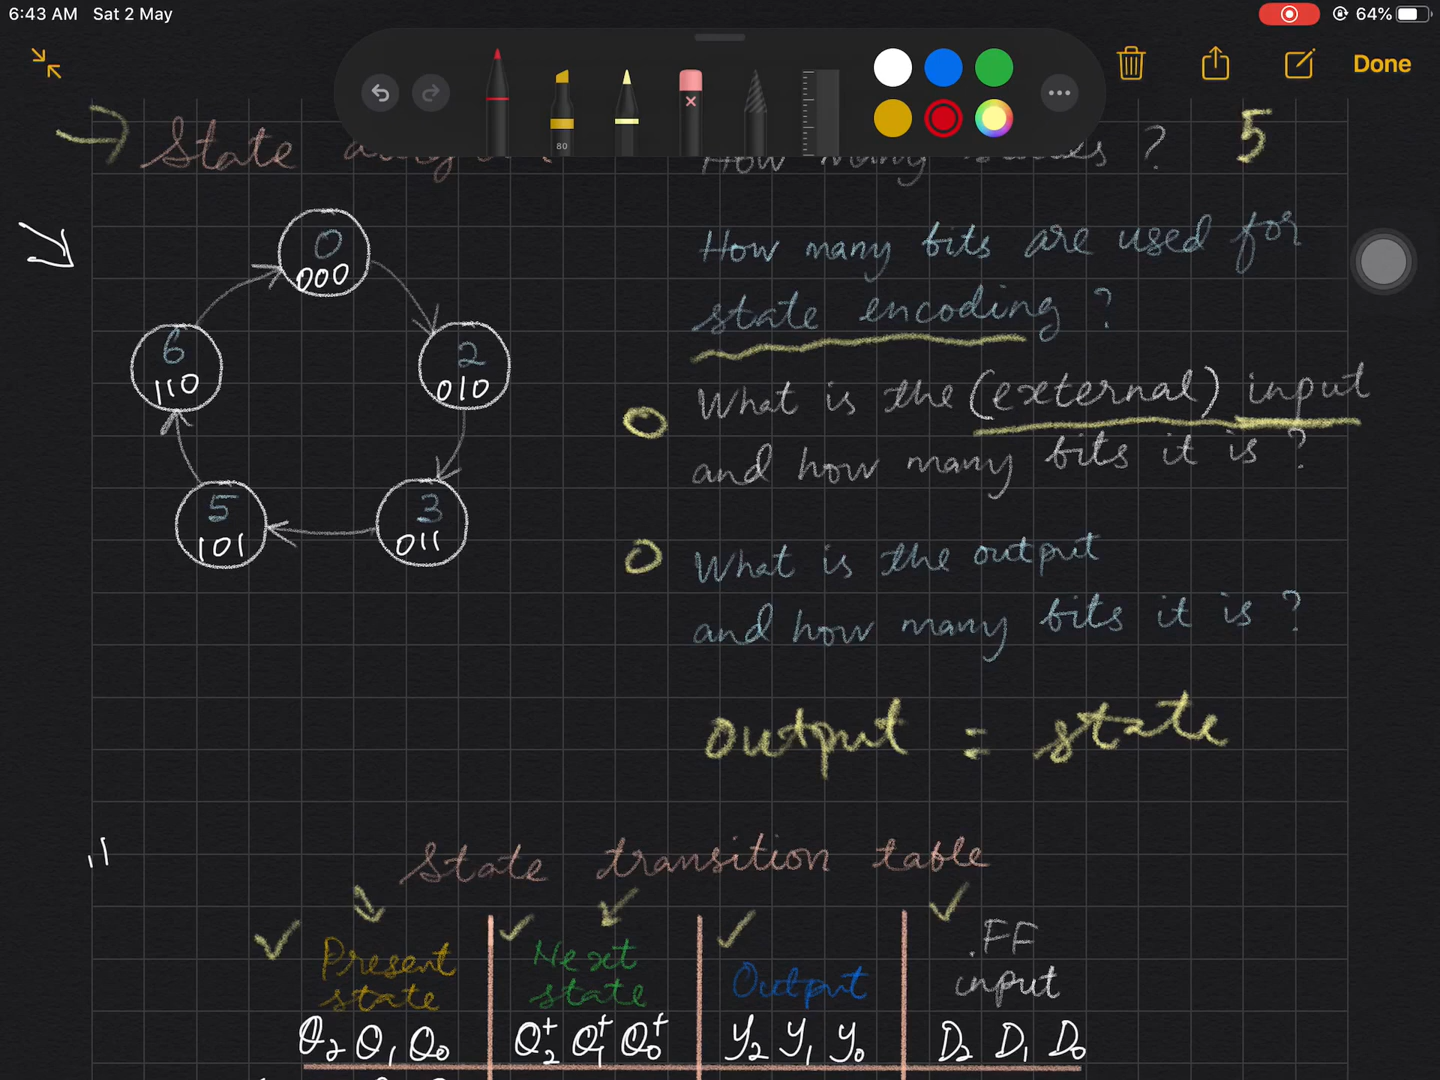 6:43 AM Sat 2 May
64%
Done
80
State
How many ?
5
0
000
6
110
2
010
5
101
3
011
How many bits are used for
state encoding ?
What is the (external) input
and how many bits it is ?
What is the output
and how many bits it is ?
output = state
State transition table
Present state
Next state
Output
FF input
Q2 Q1 Q0
Q2+ Q1+ Q0+
Y2 Y1 Y0
D2 D1 D0